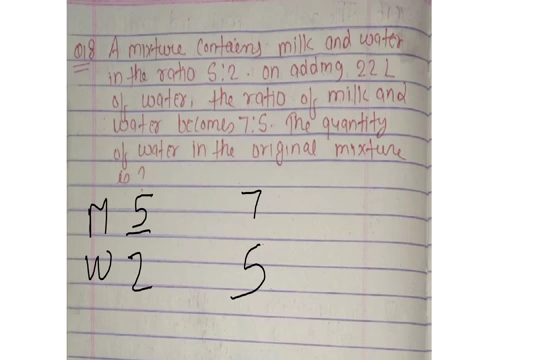 Q18 A mixture contains milk and water
in the ratio 5:2. on adding 22 L
of water, the ratio of milk and
water becomes 7:5. The quantity
of water in the original mixture
is ?
M 5 7
W 2 5